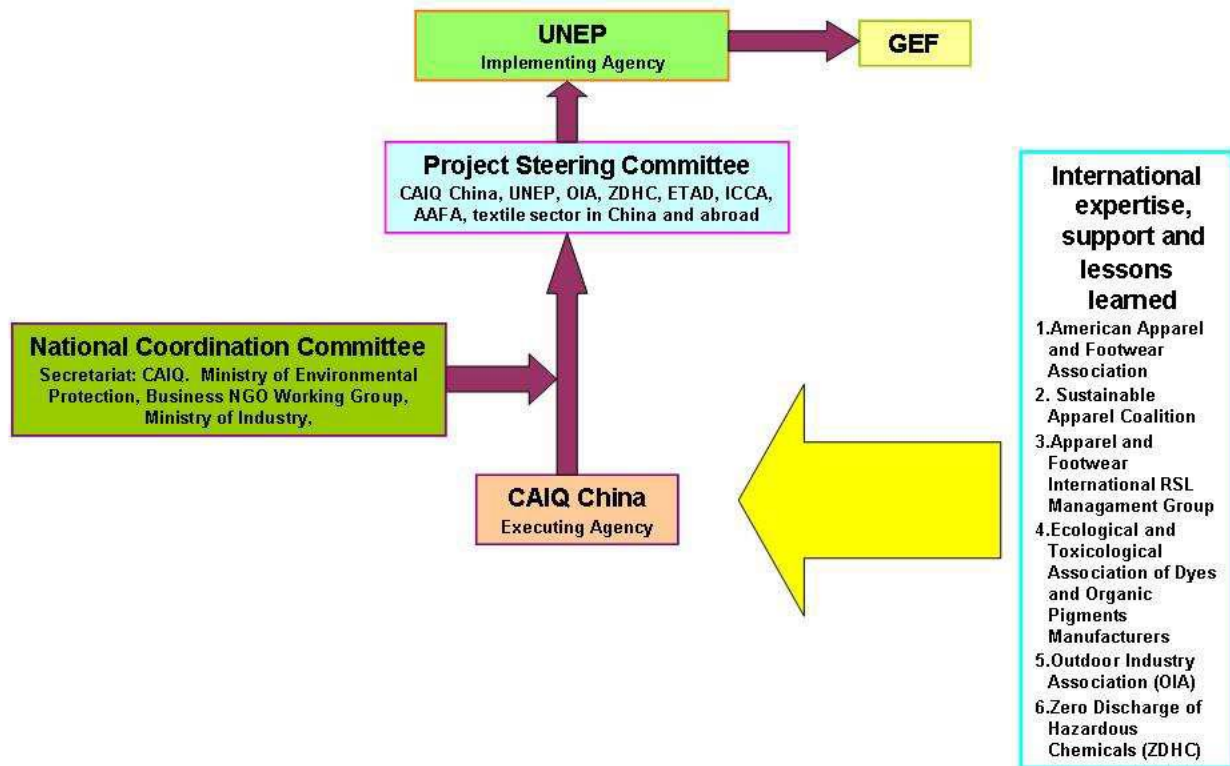 UNEP
Implementing Agency
GEF
Project Steering Committee
CAIQ China, UNEP, OIA, ZDHC, ETAD, ICCA,
AAFA, textile sector in China and abroad
National Coordination Committee
Secretariat: CAIQ. Ministry of Environmental
Protection, Business NGO Working Group,
Ministry of Industry,
CAIQ China
Executing Agency
International
expertise,
support and
lessons
learned
1.American Apparel
and Footwear
Association
2. Sustainable
Apparel Coalition
3.Apparel and
Footwear
International RSL
Managament Group
4.Ecological and
Toxicological
Association of Dyes
and Organic
Pigments
Manufacturers
5.Outdoor Industry
Association (OIA)
6.Zero Discharge of
Hazardous
Chemicals (ZDHC)